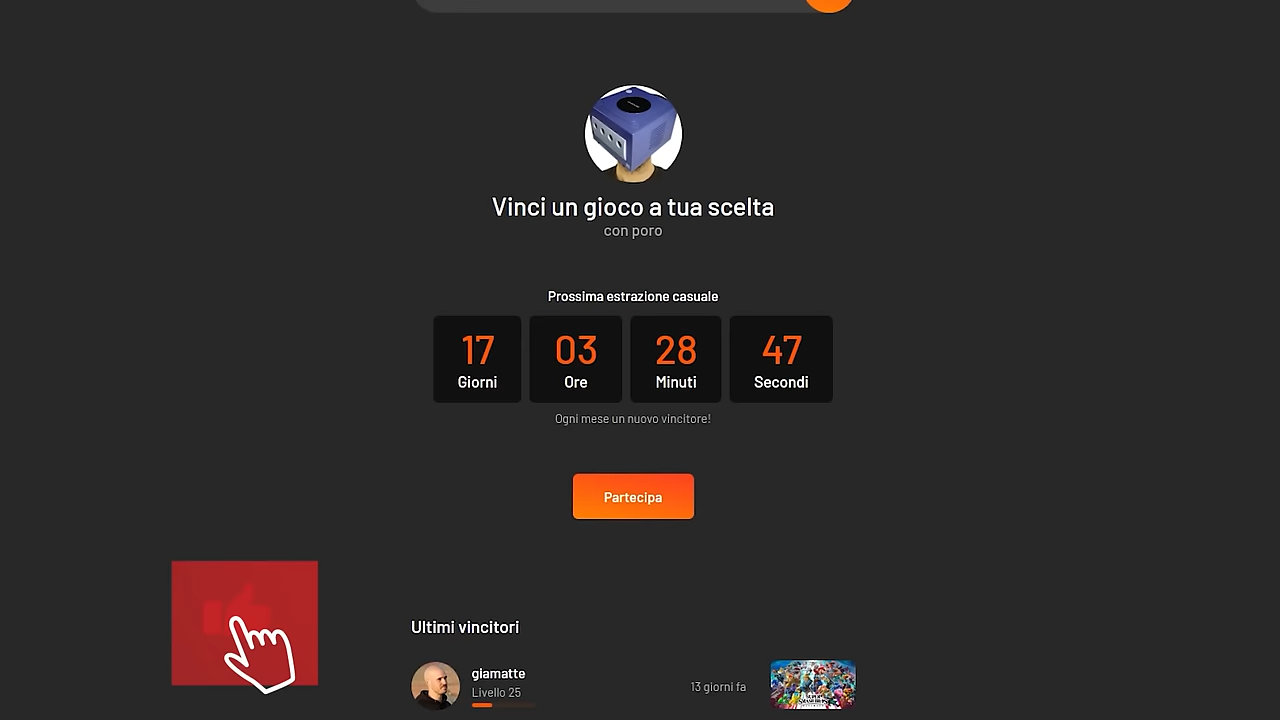 Vinci un gioco a tua scelta
con poro
Prossima estrazione casuale
17 03 28 47
Giorni Ore Minuti Secondi
Ogni mese un nuovo vincitore!
Partecipa
Ultimi vincitori
giamatte
Livello 25
13 giorni fa